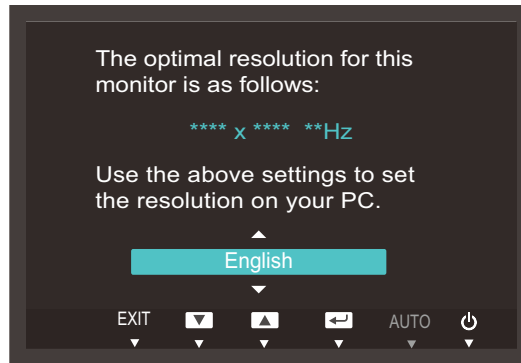 The optimal resolution for this
monitor is as follows:
**** x **** **Hz
Use the above settings to set
the resolution on your PC.
English
EXIT AUTO